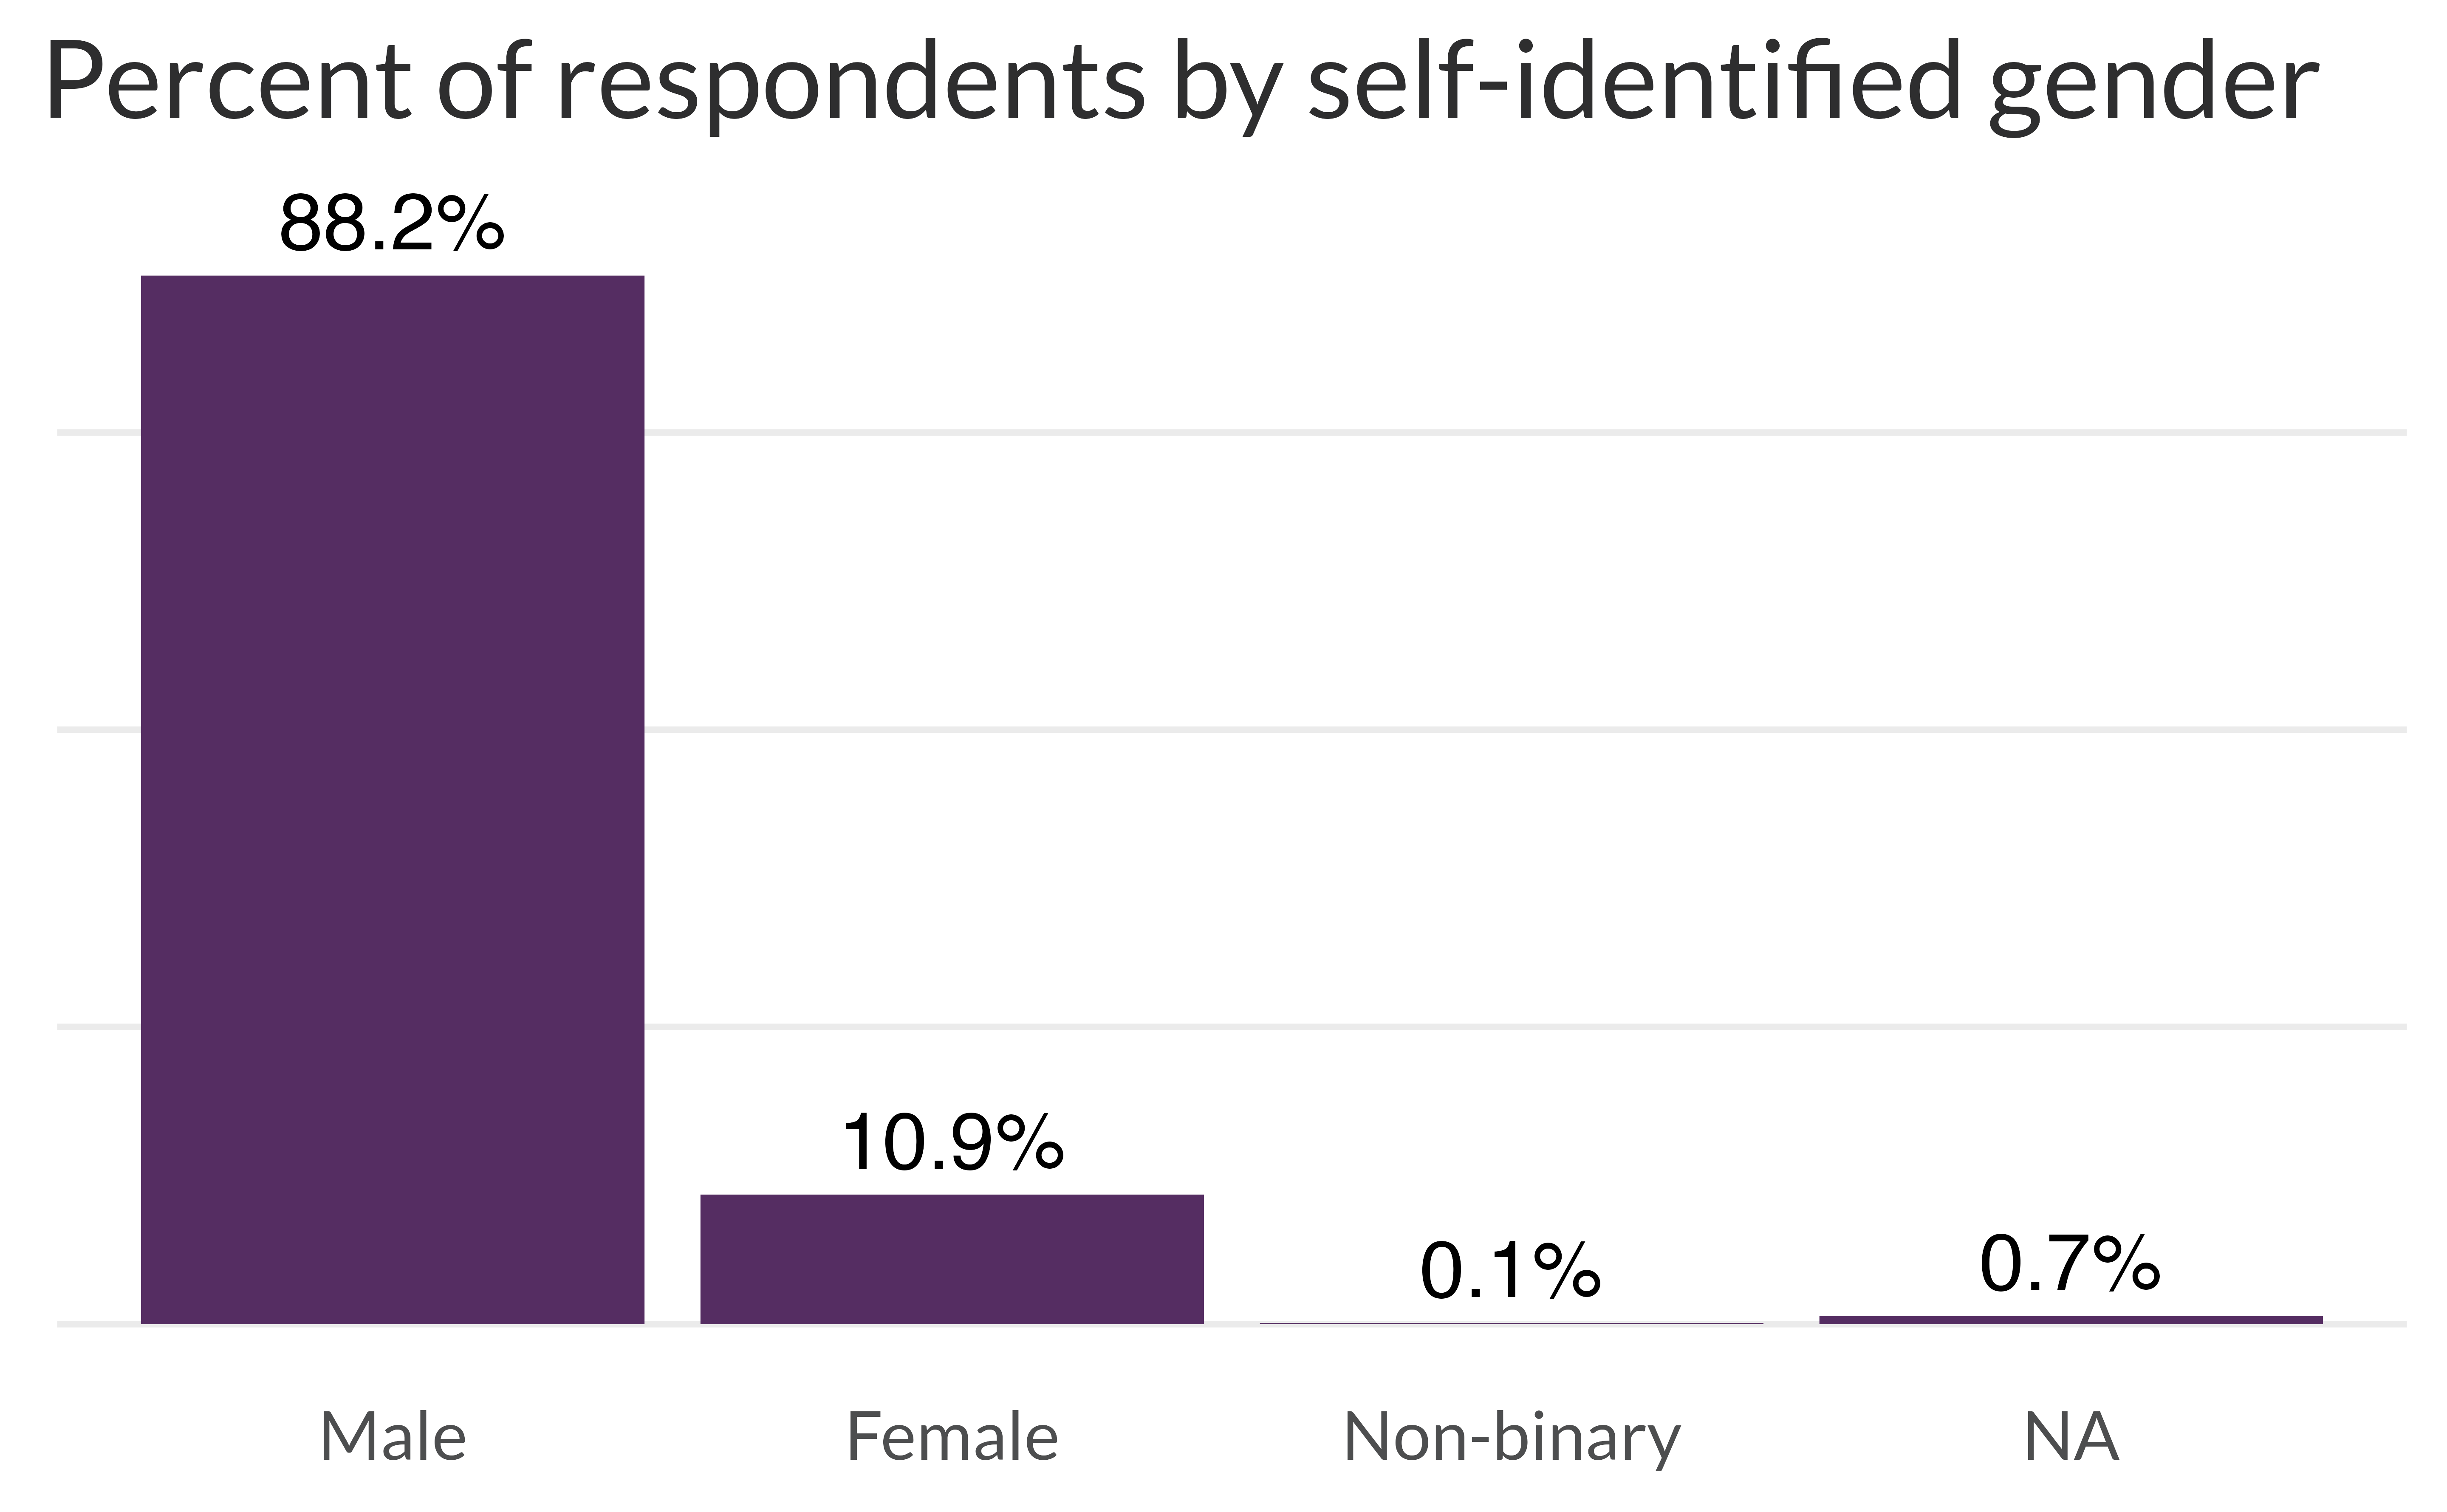 Percent of respondents by self-identified gender
88.2%
10.9%
0.1%
0.7%
Male Female Non-binary NA